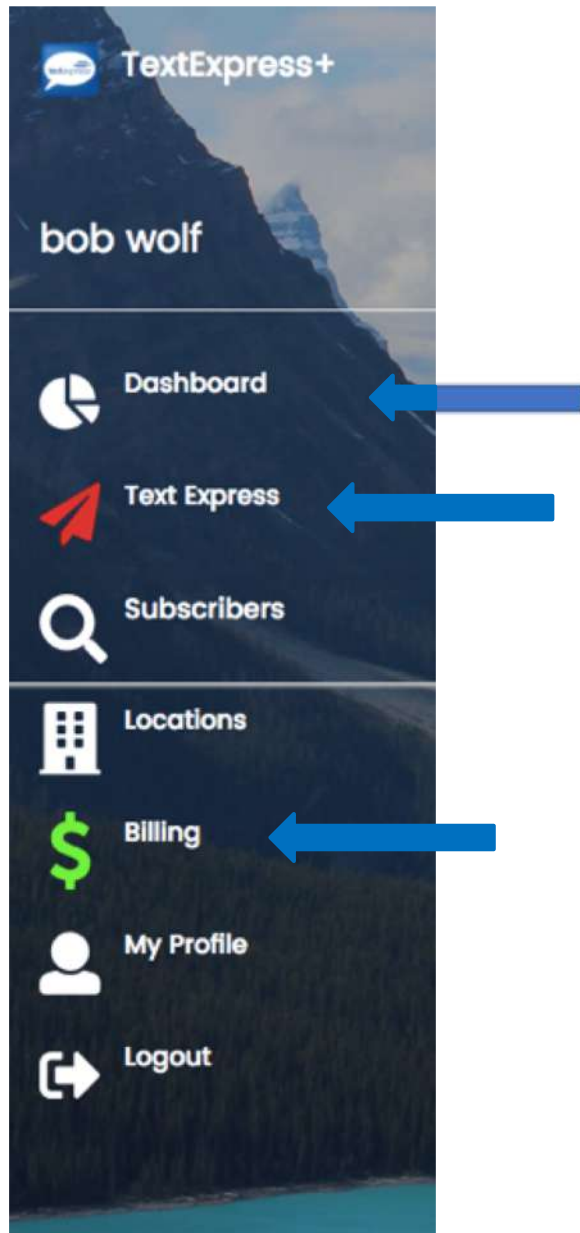 TextExpress+
bob wolf
Dashboard
Text Express
Subscribers
Locations
Billing
My Profile
Logout